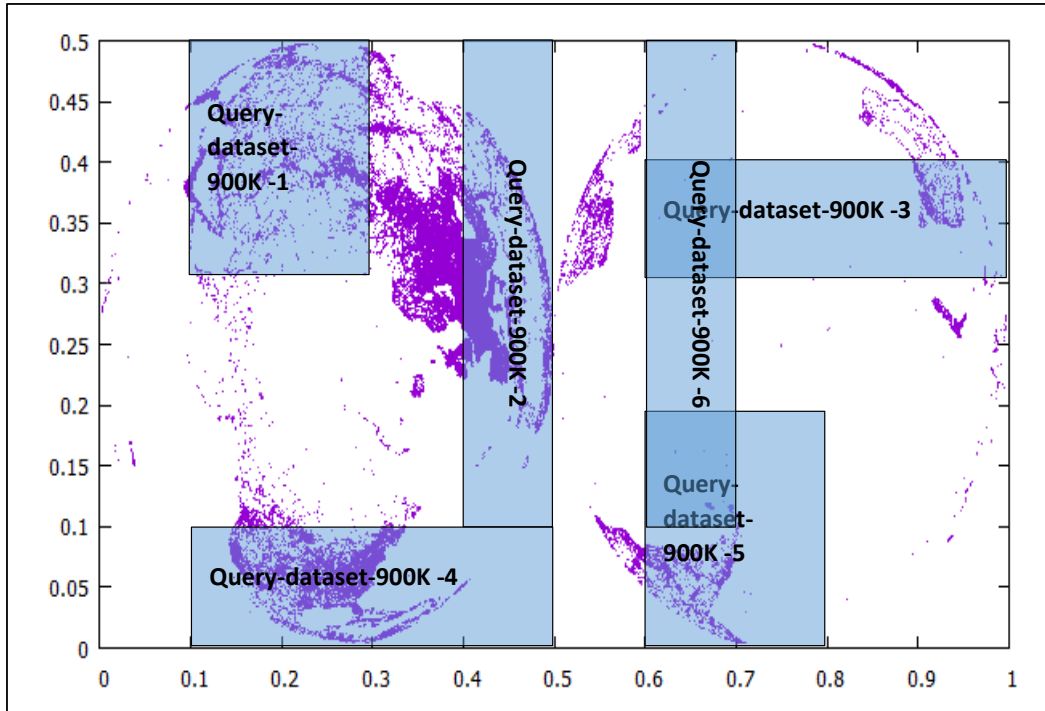 0.5
0.45
0.4
0.35
0.3
0.25
0.2
0.15
0.1
0.05
0
0
0.1
0.2
0.3
0.4
0.5
0.6
0.7
0.8
0.9
1
Query-
dataset-
900K -1
Query-dataset-900K -2
Query-dataset-900K -3
Query-dataset-900K -6
Query-dataset-900K -4
Query-
dataset-
900K -5